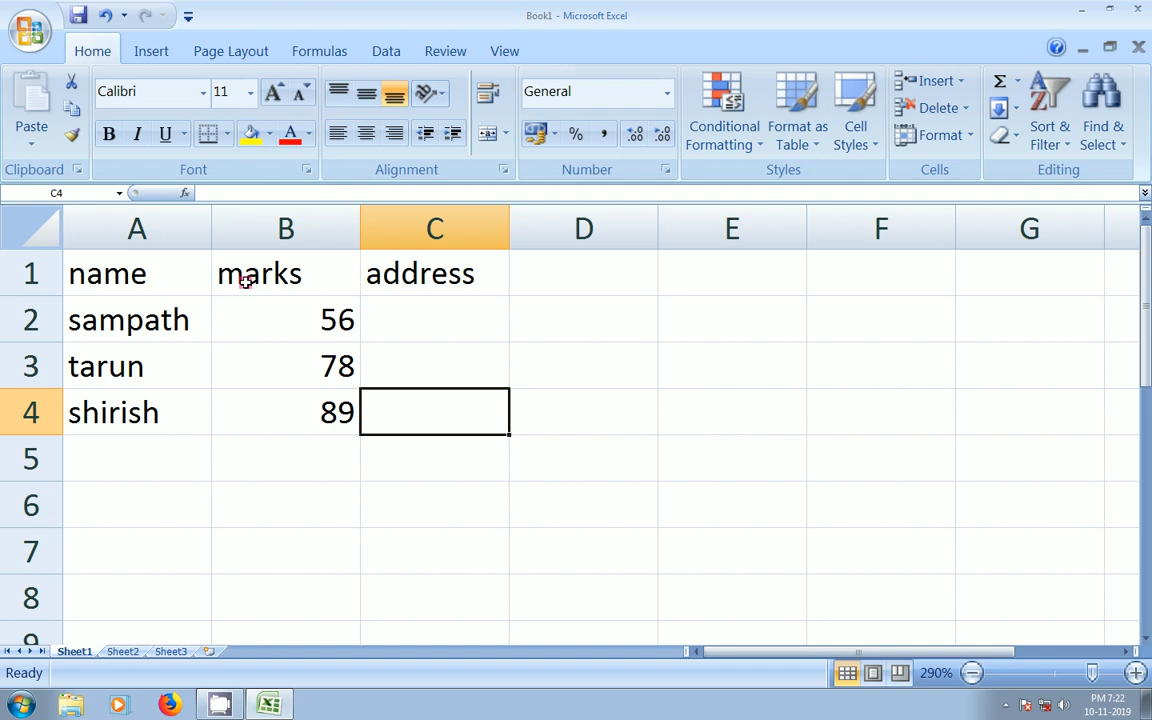 Book1 - Microsoft Excel
Home Insert Page Layout Formulas Data Review View
Calibri 11 General Insert
Delete
Paste B I U % Conditional Formatting Format as Table Cell Styles Format Sort & Filter Find & Select
Clipboard Font Alignment Number Styles Cells Editing
C4 fx
A B C D E F G
1 name marks address
2 sampath 56
3 tarun 78
4 shirish 89
5
6
7
8
9
Sheet1 Sheet2 Sheet3
Ready 290%
PM 7:22
10-11-2019